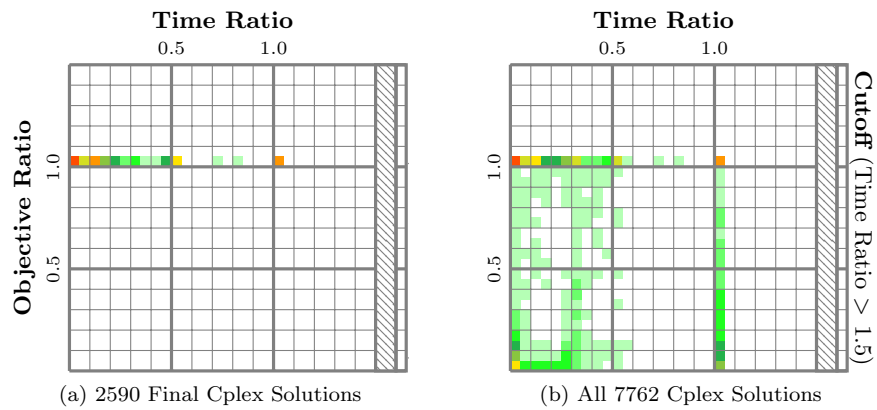 Time Ratio
0.5 1.0
Objective Ratio
1.0
0.5
(a) 2590 Final Cplex Solutions
Time Ratio
0.5 1.0
1.0
0.5
Cutoff (Time Ratio > 1.5)
(b) All 7762 Cplex Solutions